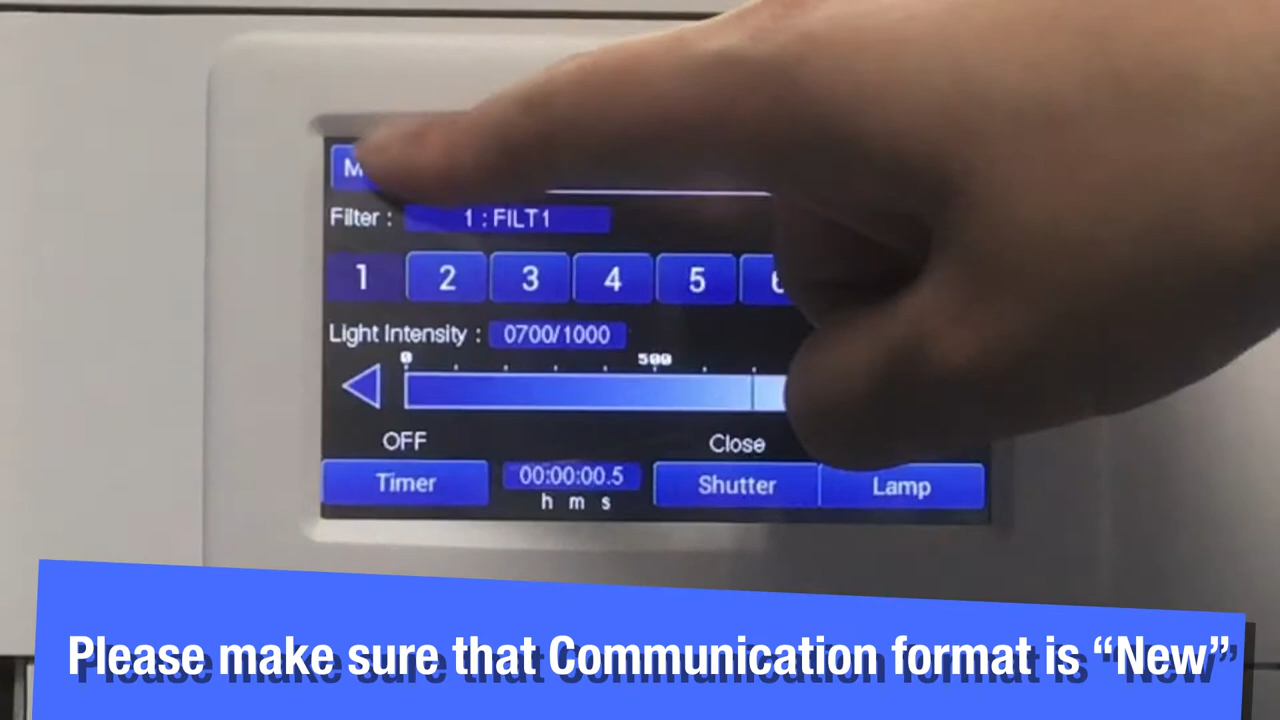 Filter : 1 : FILT1
1 2 3 4 5
Light Intensity : 0700/1000
0 500
OFF Close
Timer 00:00:00.5 Shutter Lamp
h m s
Please make sure that Communication format is “New”